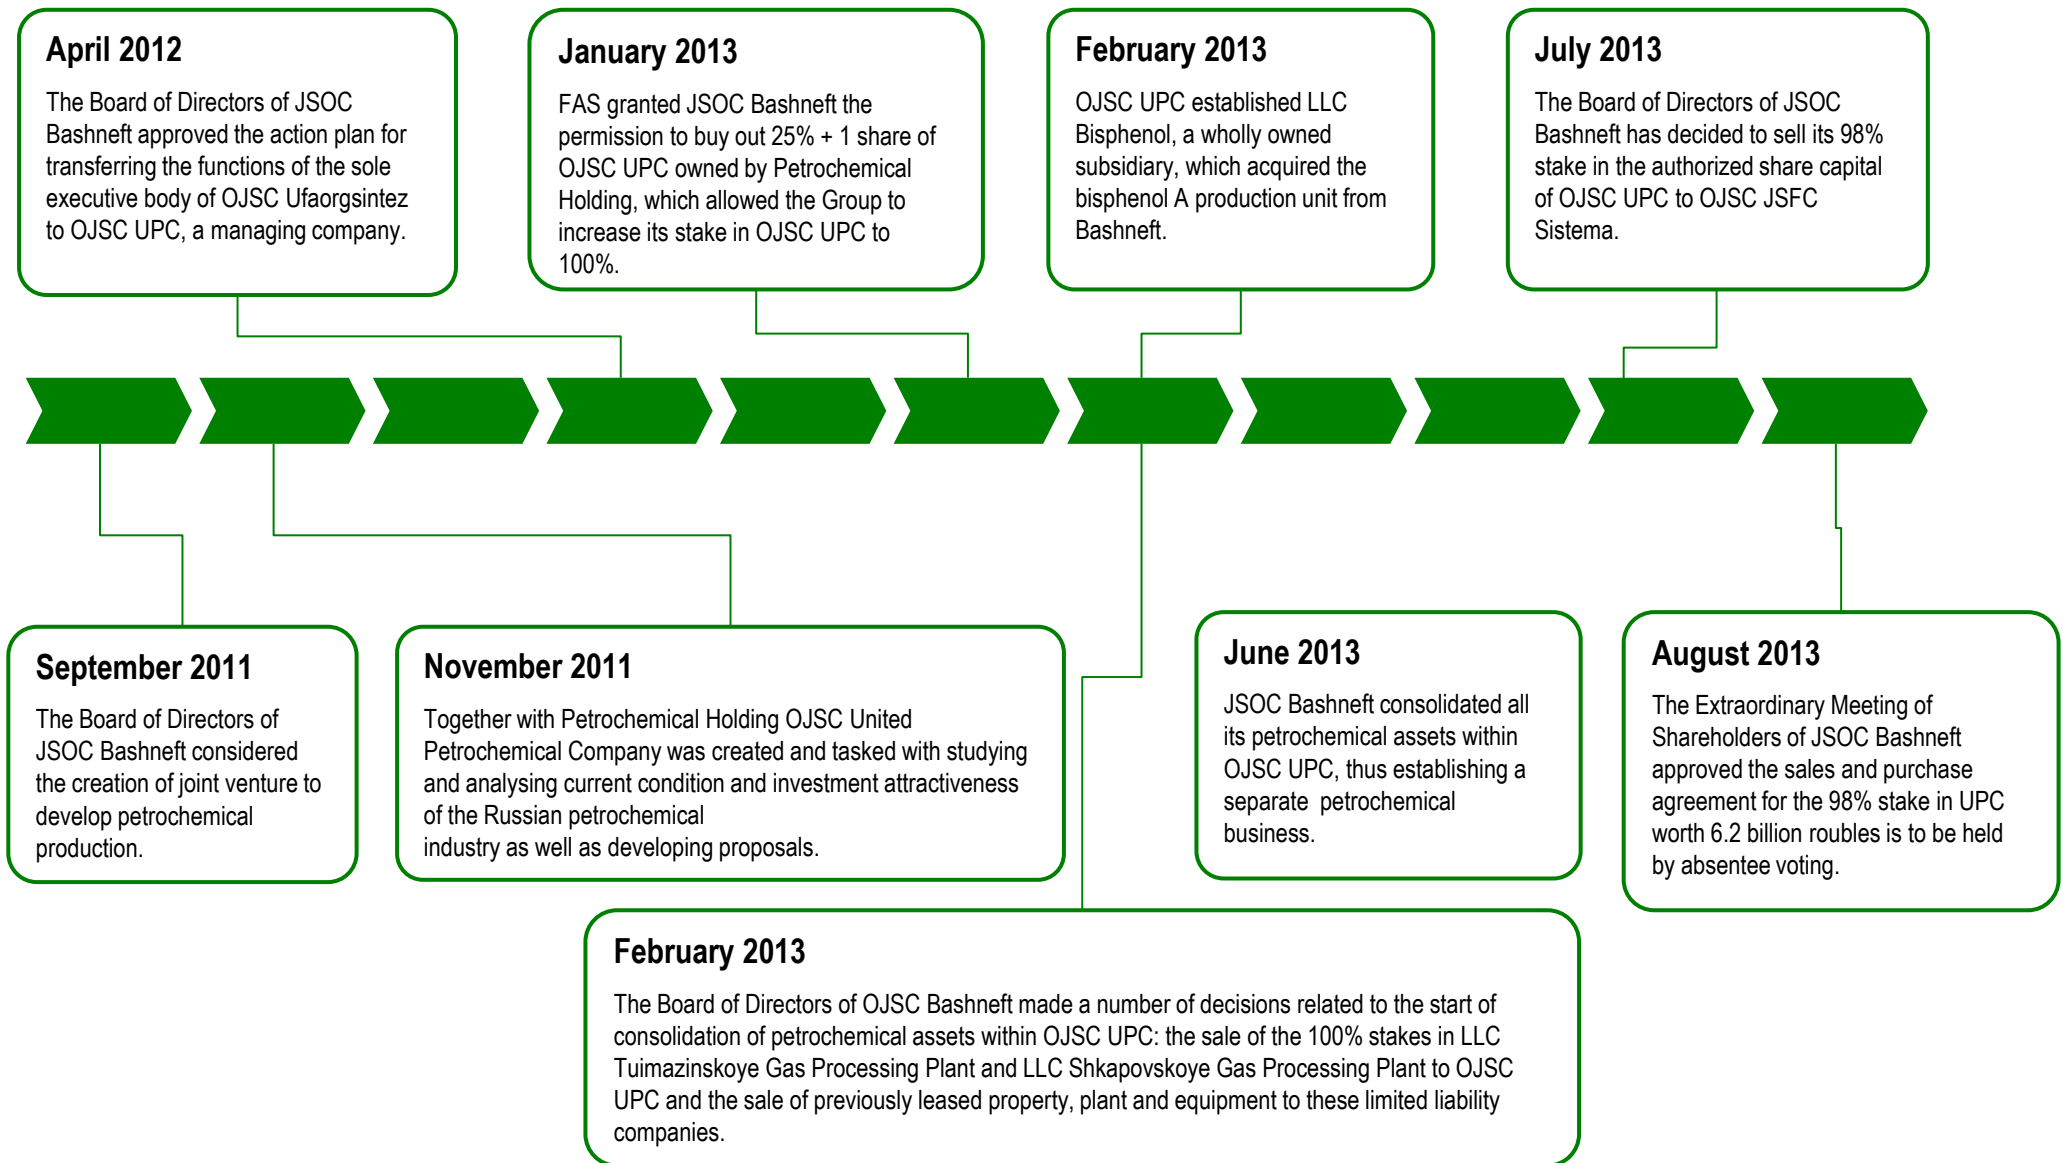 April 2012
The Board of Directors of JSOC
Bashneft approved the action plan for
transferring the functions of the sole
executive body of OJSC Ufaorgsintez
to OJSC UPC, a managing company.
January 2013
FAS granted JSOC Bashneft the
permission to buy out 25% + 1 share of
OJSC UPC owned by Petrochemical
Holding, which allowed the Group to
increase its stake in OJSC UPC to
100%.
February 2013
OJSC UPC established LLC
Bisphenol, a wholly owned
subsidiary, which acquired the
bisphenol A production unit from
Bashneft.
July 2013
The Board of Directors of JSOC
Bashneft has decided to sell its 98%
stake in the authorized share capital
of OJSC UPC to OJSC JSFC
Sistema.
September 2011
The Board of Directors of
JSOC Bashneft considered
the creation of joint venture to
develop petrochemical
production.
November 2011
Together with Petrochemical Holding OJSC United
Petrochemical Company was created and tasked with studying
and analysing current condition and investment attractiveness
of the Russian petrochemical
industry as well as developing proposals.
June 2013
JSOC Bashneft consolidated all
its petrochemical assets within
OJSC UPC, thus establishing a
separate petrochemical
business.
August 2013
The Extraordinary Meeting of
Shareholders of JSOC Bashneft
approved the sales and purchase
agreement for the 98% stake in UPC
worth 6.2 billion roubles is to be held
by absentee voting.
February 2013
The Board of Directors of OJSC Bashneft made a number of decisions related to the start of
consolidation of petrochemical assets within OJSC UPC: the sale of the 100% stakes in LLC
Tuimazinskoye Gas Processing Plant and LLC Shkapovskoye Gas Processing Plant to OJSC
UPC and the sale of previously leased property, plant and equipment to these limited liability
companies.